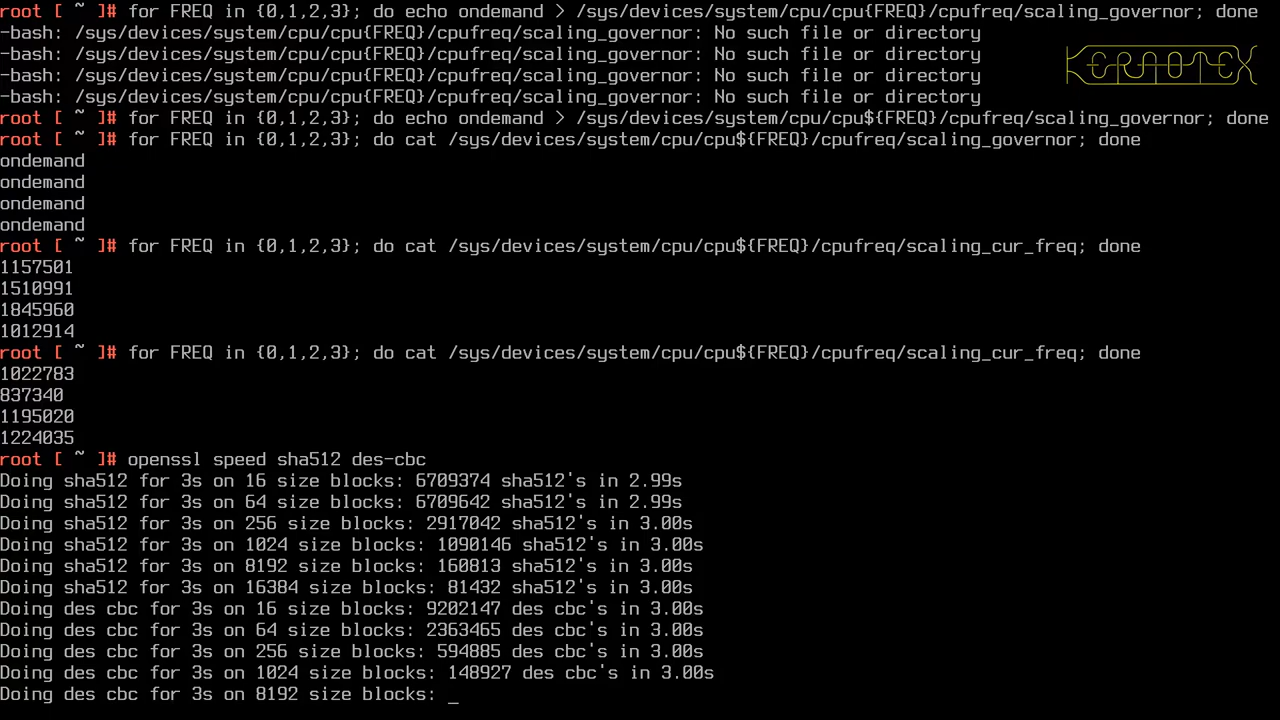 root [ ~ ]# for FREQ in {0,1,2,3}; do echo ondemand > /sys/devices/system/cpu/cpu{FREQ}/cpufreq/scaling_governor; done
-bash: /sys/devices/system/cpu/cpu{FREQ}/cpufreq/scaling_governor: No such file or directory
-bash: /sys/devices/system/cpu/cpu{FREQ}/cpufreq/scaling_governor: No such file or directory
-bash: /sys/devices/system/cpu/cpu{FREQ}/cpufreq/scaling_governor: No such file or directory
-bash: /sys/devices/system/cpu/cpu{FREQ}/cpufreq/scaling_governor: No such file or directory
root [ ~ ]# for FREQ in {0,1,2,3}; do echo ondemand > /sys/devices/system/cpu/cpu${FREQ}/cpufreq/scaling_governor; done
root [ ~ ]# for FREQ in {0,1,2,3}; do cat /sys/devices/system/cpu/cpu${FREQ}/cpufreq/scaling_governor; done
ondemand
ondemand
ondemand
ondemand
root [ ~ ]# for FREQ in {0,1,2,3}; do cat /sys/devices/system/cpu/cpu${FREQ}/cpufreq/scaling_cur_freq; done
1157501
1510991
1845960
1012914
root [ ~ ]# for FREQ in {0,1,2,3}; do cat /sys/devices/system/cpu/cpu${FREQ}/cpufreq/scaling_cur_freq; done
1022783
837340
1195020
1224035
root [ ~ ]# openssl speed sha512 des-cbc
Doing sha512 for 3s on 16 size blocks: 6709374 sha512's in 2.99s
Doing sha512 for 3s on 64 size blocks: 6709642 sha512's in 2.99s
Doing sha512 for 3s on 256 size blocks: 2917042 sha512's in 3.00s
Doing sha512 for 3s on 1024 size blocks: 1090146 sha512's in 3.00s
Doing sha512 for 3s on 8192 size blocks: 160813 sha512's in 3.00s
Doing sha512 for 3s on 16384 size blocks: 81432 sha512's in 3.00s
Doing des cbc for 3s on 16 size blocks: 9202147 des cbc's in 3.00s
Doing des cbc for 3s on 64 size blocks: 2363465 des cbc's in 3.00s
Doing des cbc for 3s on 256 size blocks: 594885 des cbc's in 3.00s
Doing des cbc for 3s on 1024 size blocks: 148927 des cbc's in 3.00s
Doing des cbc for 3s on 8192 size blocks: _